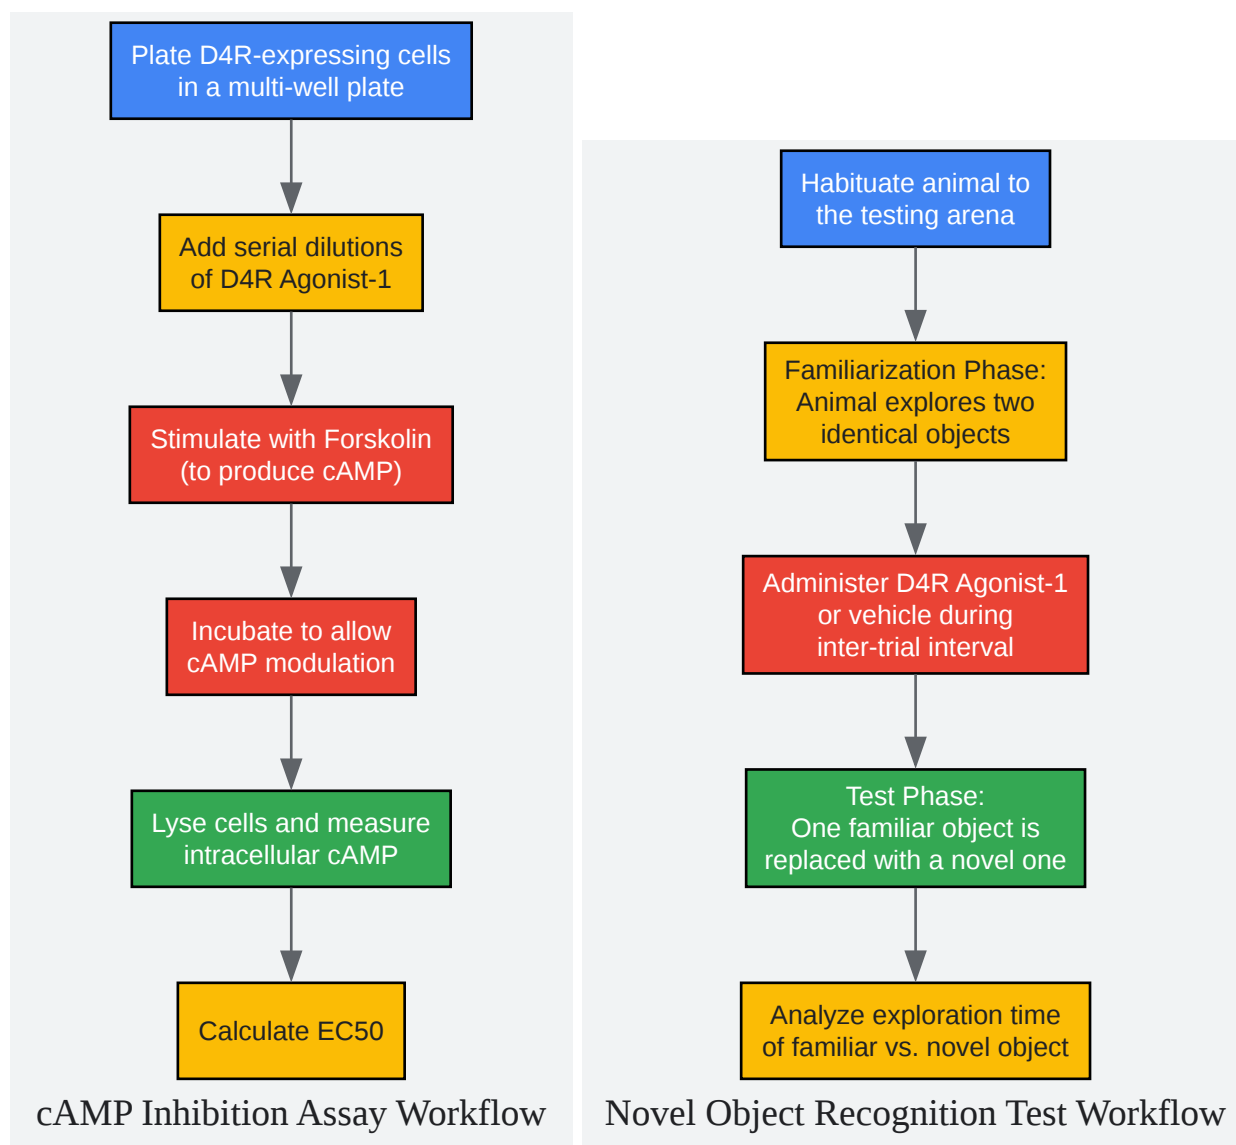 Plate D4R-expressing cells
in a multi-well plate
Add serial dilutions
of D4R Agonist-1
Stimulate with Forskolin
(to produce cAMP)
Incubate to allow
cAMP modulation
Lyse cells and measure
intracellular cAMP
Calculate EC50
cAMP Inhibition Assay Workflow
Habituate animal to
the testing arena
Familiarization Phase:
Animal explores two
identical objects
Administer D4R Agonist-1
or vehicle during
inter-trial interval
Test Phase:
One familiar object is
replaced with a novel one
Analyze exploration time
of familiar vs. novel object
Novel Object Recognition Test Workflow